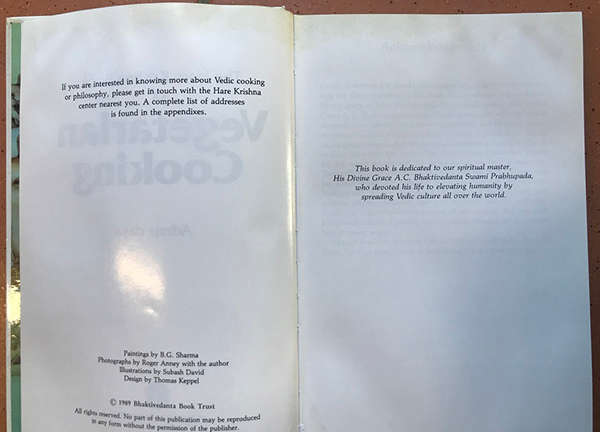 If you are interested in knowing more about Vedic cooking
or philosophy, please get in touch with the Hare Krishna
center nearest you. A complete list of addresses
is found in the appendixes.
Vegetarian
Cooking
Paintings by B.G. Sharma
Photographs by Roger Anney with the author
Illustrations by Subash David
Design by Thomas Keppel
© 1989 Bhaktivedanta Book Trust
All rights reserved. No part of this publication may be reproduced
in any form without the permission of the publisher.
This book is dedicated to our spiritual master,
His Divine Grace A.C. Bhaktivedanta Swami Prabhupada,
who devoted his life to elevating humanity by
spreading Vedic culture all over the world.